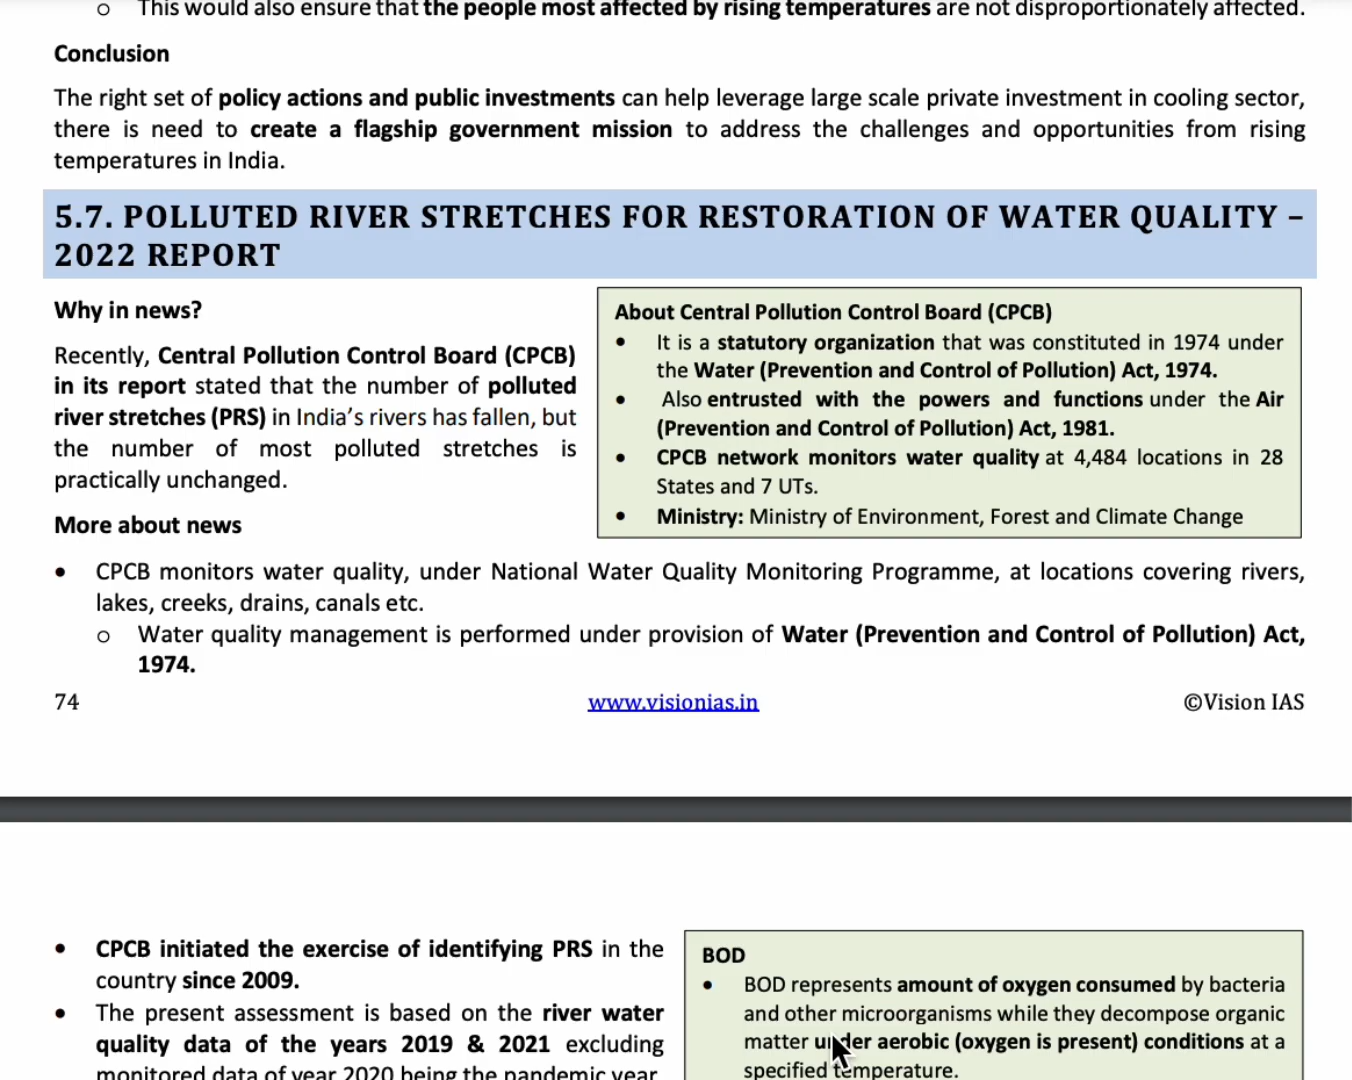 o This would also ensure that the people most affected by rising temperatures are not disproportionately affected.
Conclusion
The right set of policy actions and public investments can help leverage large scale private investment in cooling sector,
there is need to create a flagship government mission to address the challenges and opportunities from rising
temperatures in India.
5.7. POLLUTED RIVER STRETCHES FOR RESTORATION OF WATER QUALITY –
2022 REPORT
Why in news?
Recently, Central Pollution Control Board (CPCB)
in its report stated that the number of polluted
river stretches (PRS) in India’s rivers has fallen, but
the number of most polluted stretches is
practically unchanged.
About Central Pollution Control Board (CPCB)
• It is a statutory organization that was constituted in 1974 under
the Water (Prevention and Control of Pollution) Act, 1974.
• Also entrusted with the powers and functions under the Air
(Prevention and Control of Pollution) Act, 1981.
• CPCB network monitors water quality at 4,484 locations in 28
States and 7 UTs.
• Ministry: Ministry of Environment, Forest and Climate Change
More about news
• CPCB monitors water quality, under National Water Quality Monitoring Programme, at locations covering rivers,
lakes, creeks, drains, canals etc.
o Water quality management is performed under provision of Water (Prevention and Control of Pollution) Act,
1974.
74 www.visionias.in ©Vision IAS
• CPCB initiated the exercise of identifying PRS in the
country since 2009.
• The present assessment is based on the river water
quality data of the years 2019 & 2021 excluding
monitored data of year 2020 being the pandemic year.
BOD
• BOD represents amount of oxygen consumed by bacteria
and other microorganisms while they decompose organic
matter under aerobic (oxygen is present) conditions at a
specified temperature.